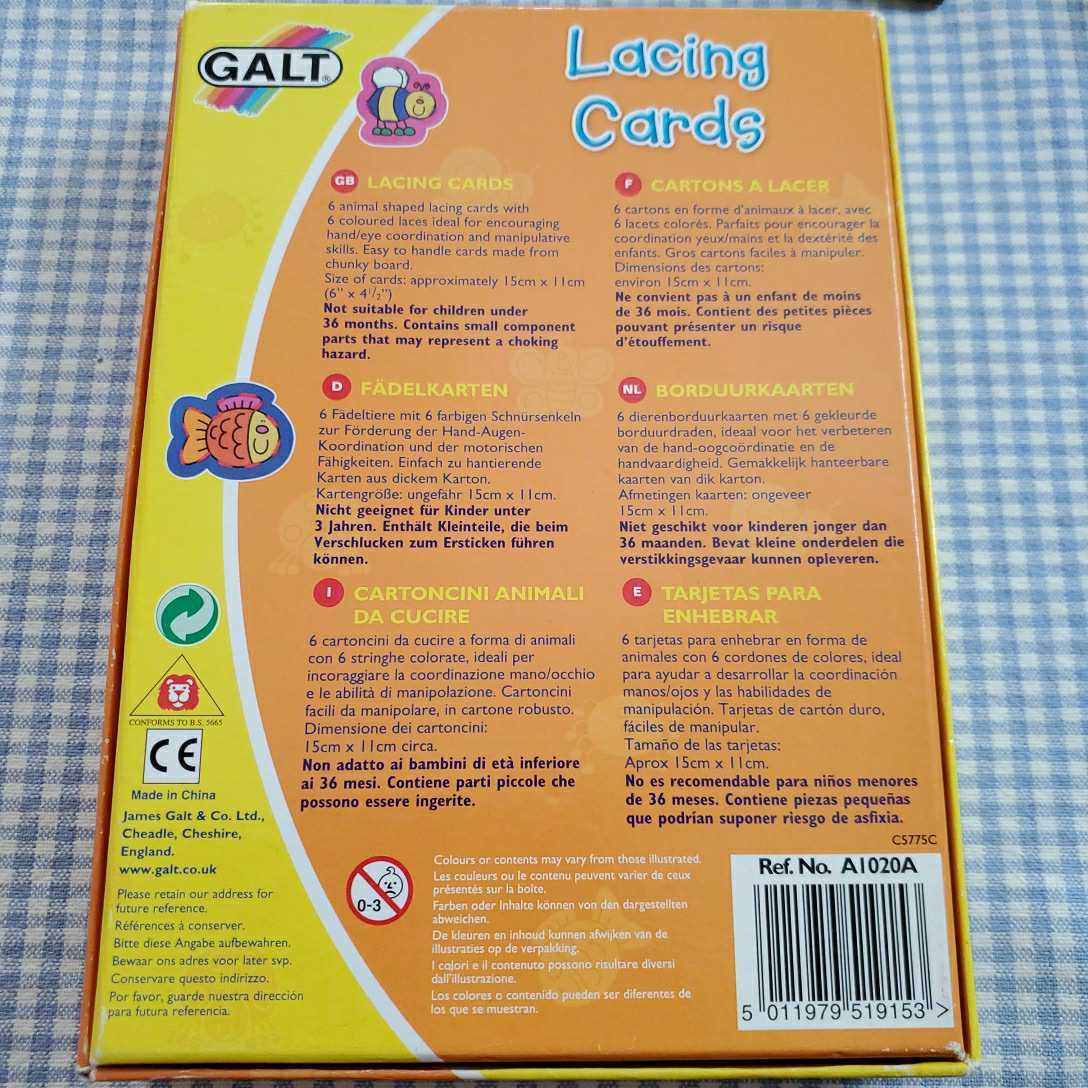 GALT®
Lacing
Cards
GB LACING CARDS
6 animal shaped lacing cards with
6 coloured laces ideal for encouraging
hand/eye coordination and manipulative
skills. Easy to handle cards made from
chunky board.
Size of cards: approximately 15cm x 11cm
(6" x 4 1/2")
Not suitable for children under
36 months. Contains small component
parts that may represent a choking
hazard.
F CARTONS A LACER
6 cartons en forme d'animaux à lacer, avec
6 lacets colorés. Parfaits pour encourager la
coordination yeux/mains et la dextérité des
enfants. Gros cartons faciles à manipuler.
Dimensions des cartons:
environ 15cm x 11cm.
Ne convient pas à un enfant de moins
de 36 mois. Contient des petites pièces
pouvant présenter un risque
d'étouffement.
D FÄDELKARTEN
6 Fädeltiere mit 6 farbigen Schnürsenkeln
zur Förderung der Hand-Augen-
Koordination und der motorischen
Fähigkeiten. Einfach zu hantierende
Karten aus dickem Karton.
Kartengröße: ungefähr 15cm x 11cm.
Nicht geeignet für Kinder unter
3 Jahren. Enthält Kleinteile, die beim
Verschlucken zum Ersticken führen
können.
NL BORDUURKAARTEN
6 dierenborduurkaarten met 6 gekleurde
borduurdraden, ideaal voor het verbeteren
van de hand-oogcoördinatie en de
handvaardigheid. Gemakkelijk hanteerbare
kaarten van dik karton.
Afmetingen kaarten: ongeveer
15cm x 11cm.
Niet geschikt voor kinderen jonger dan
36 maanden. Bevat kleine onderdelen die
verstikkingsgevaar kunnen opleveren.
I CARTONCINI ANIMALI
DA CUCIRE
6 cartoncini da cucire a forma di animali
con 6 stringhe colorate, ideali per
incoraggiare la coordinazione mano/occhio
e le abilità di manipolazione. Cartoncini
facili da manipolare, in cartone robusto.
Dimensione dei cartoncini:
15cm x 11cm circa.
Non adatto ai bambini di età inferiore
ai 36 mesi. Contiene parti piccole che
possono essere ingerite.
E TARJETAS PARA
ENHEBRAR
6 tarjetas para enhebrar en forma de
animales con 6 cordones de colores, ideal
para ayudar a desarrollar la coordinación
manos/ojos y las habilidades de
manipulación. Tarjetas de cartón duro,
fáciles de manipular.
Tamaño de las tarjetas:
Aprox 15cm x 11cm.
No es recomendable para niños menores
de 36 meses. Contiene piezas pequeñas
que podrían suponer riesgo de asfixia.
C5775C
CONFORMS TO B.S. 5665
CE
Made in China
James Galt & Co. Ltd.,
Cheadle, Cheshire,
England.
www.galt.co.uk
Please retain our address for
future reference.
Références à conserver.
Bitte diese Angabe aufbewahren.
Bewaar ons adres voor later svp.
Conservare questo indirizzo.
Por favor, guarde nuestra dirección
para futura referencia.
0-3
Colours or contents may vary from those illustrated.
Les couleurs ou le contenu peuvent varier de ceux
présentés sur la boîte.
Farben oder Inhalte können von den dargestellten
abweichen.
De kleuren en inhoud kunnen afwijken van de
illustraties op de verpakking.
I colori e il contenuto possono risultare diversi
dall'illustrazione.
Los colores o contenido pueden ser diferentes de
los que se muestran.
Ref. No. A1020A
5 011979 519153 >